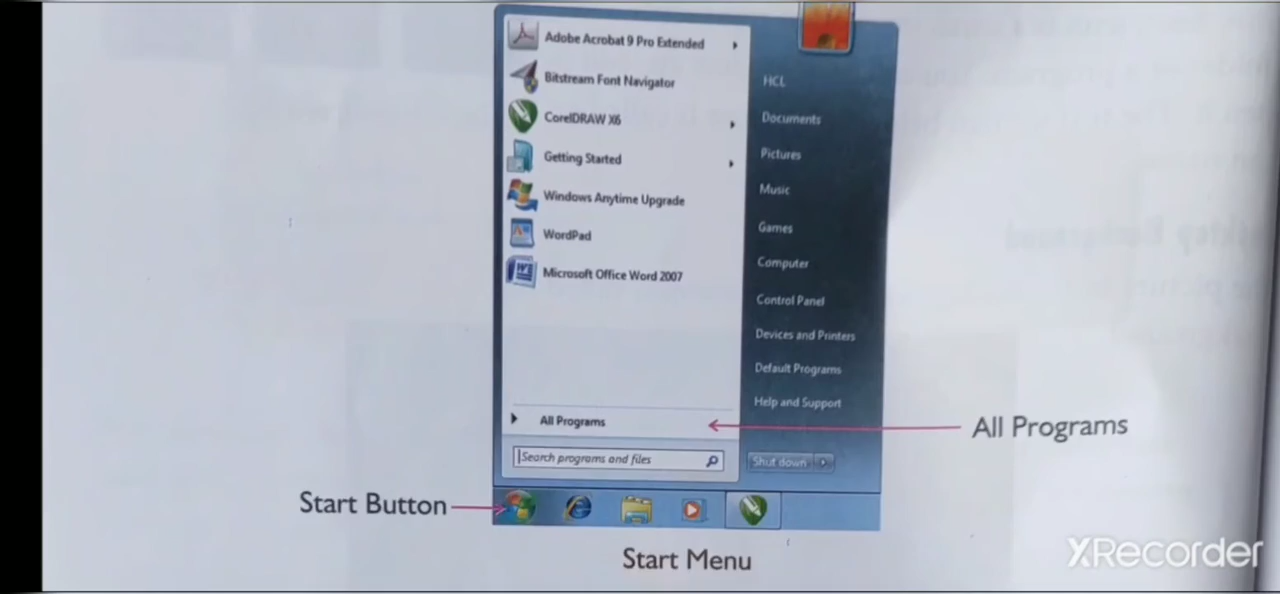 Adobe Acrobat 9 Pro Extended
Bitstream Font Navigator
CorelDRAW X6
Getting Started
Windows Anytime Upgrade
WordPad
Microsoft Office Word 2007
All Programs
Search programs and files
HCL
Documents
Pictures
Music
Games
Computer
Control Panel
Devices and Printers
Default Programs
Help and Support
Shut down
All Programs
Start Button
Start Menu
XRecorder